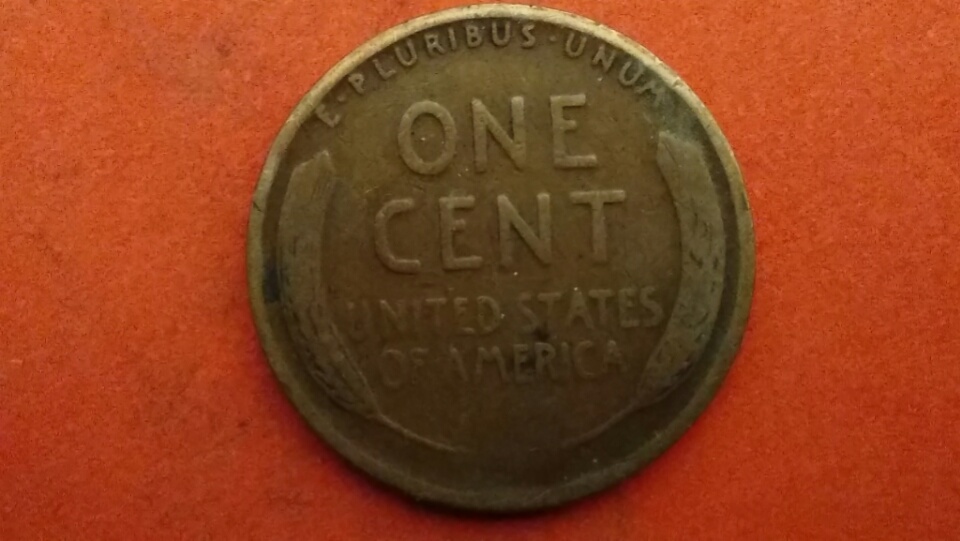 E·PLURIBUS·UNUM
ONE
CENT
UNITED STATES
OF AMERICA